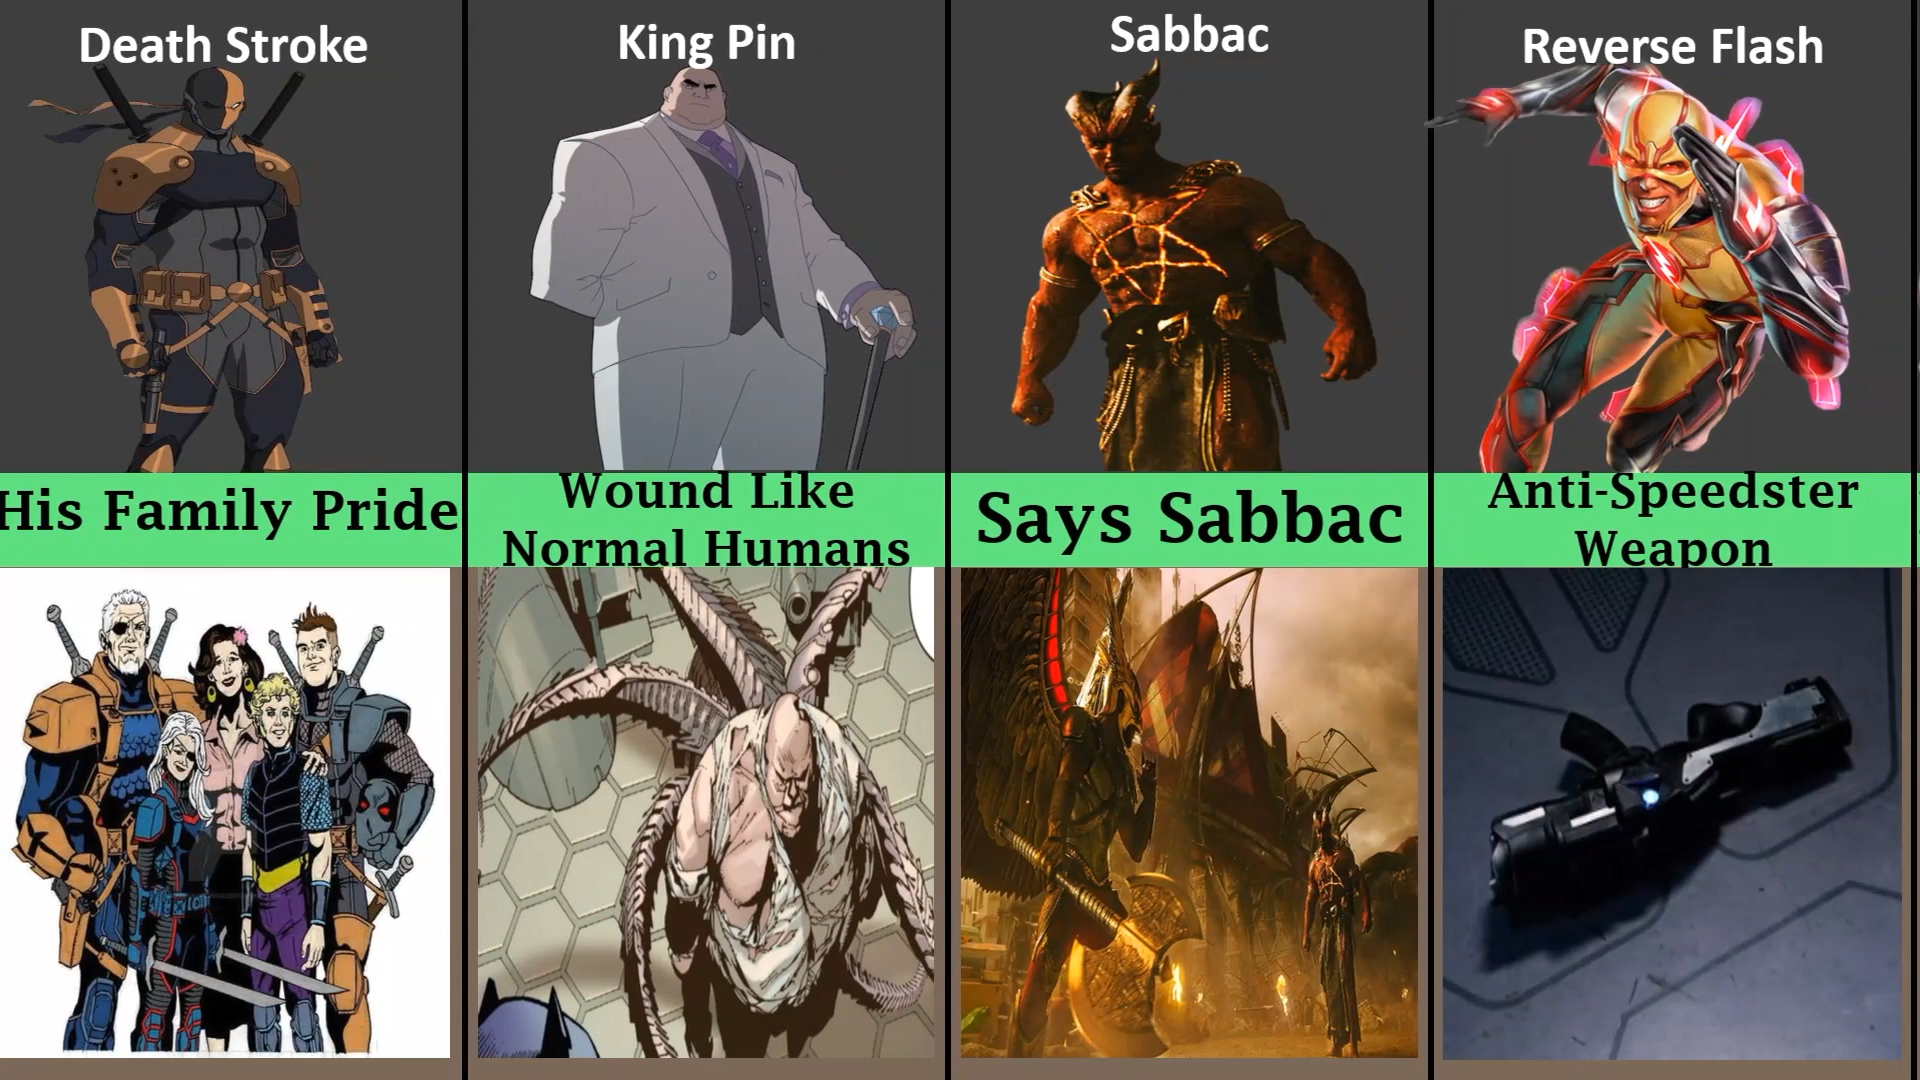 Death Stroke
King Pin
Sabbac
Reverse Flash
His Family Pride
Wound Like
Normal Humans
Says Sabbac
Anti-Speedster
Weapon